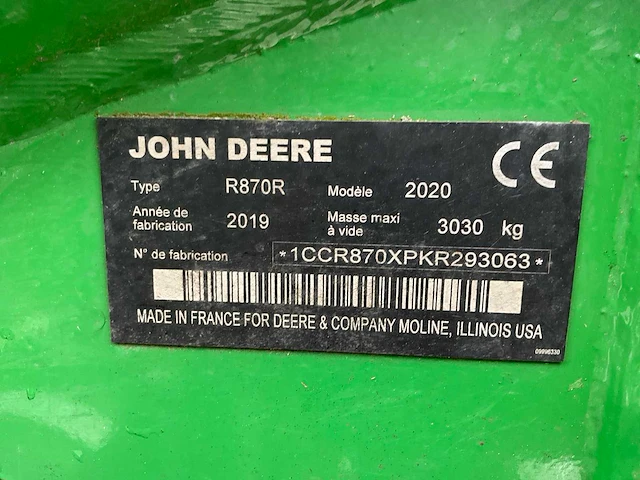 JOHN DEERE CE
Type R870R Modèle 2020
Année de fabrication 2019 Masse maxi à vide 3030 kg
N° de fabrication *1CCR870XPKR293063*
MADE IN FRANCE FOR DEERE & COMPANY MOLINE, ILLINOIS USA
09896330